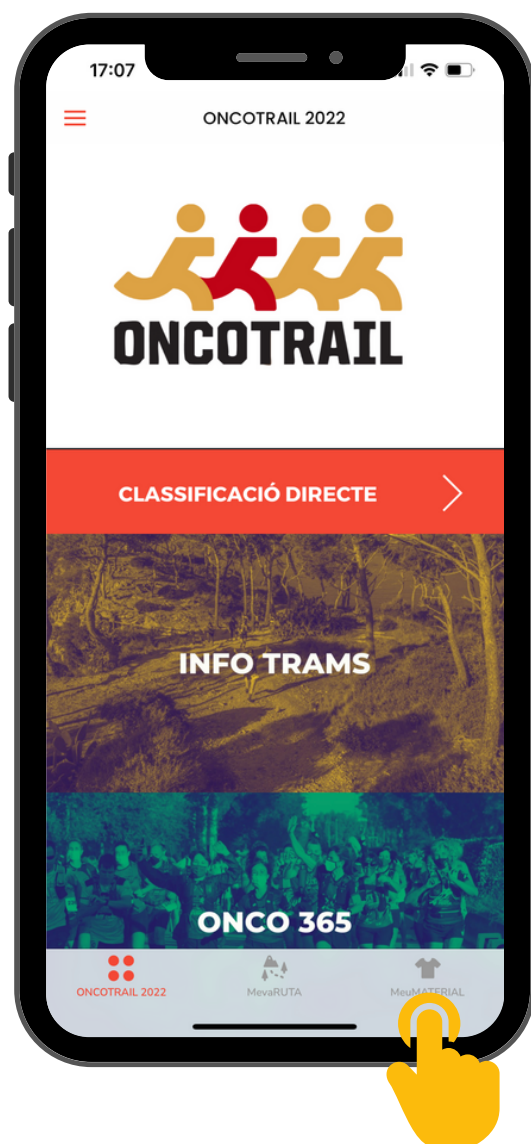 17:07
ONCOTRAIL 2022
ONCOTRAIL
CLASSIFICACIÓ DIRECTE
INFO TRAMS
ONCO 365
ONCOTRAIL 2022
MevaRUTA
MeuMATERIAL